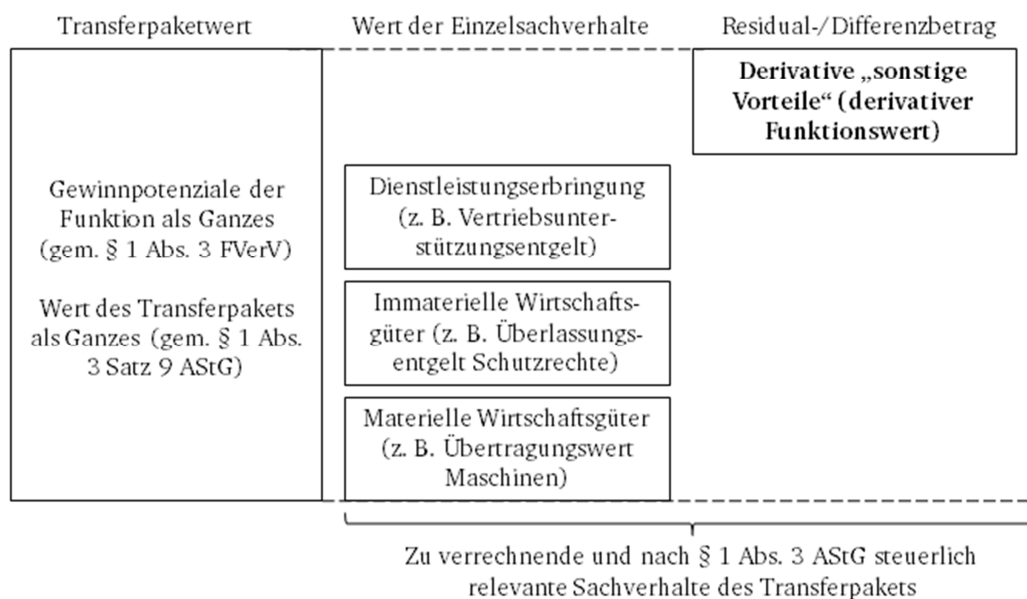 Transferpaketwert
Wert der Einzelsachverhalte
Residual-/Differenzbetrag
Derivative „sonstige
Vorteile“ (derivativer
Funktionswert)
Gewinnpotenziale der
Funktion als Ganzes
(gem. § 1 Abs. 3 FVerV)
Wert des Transferpakets
als Ganzes (gem. § 1 Abs.
3 Satz 9 AStG)
Dienstleistungserbringung
(z. B. Vertriebsunter-
stützungsentgelt)
Immaterielle Wirtschafts-
güter (z. B. Überlassungs-
entgelt Schutzrechte)
Materielle Wirtschaftsgüter
(z. B. Übertragungswert
Maschinen)
Zu verrechnende und nach § 1 Abs. 3 AStG steuerlich
relevante Sachverhalte des Transferpakets